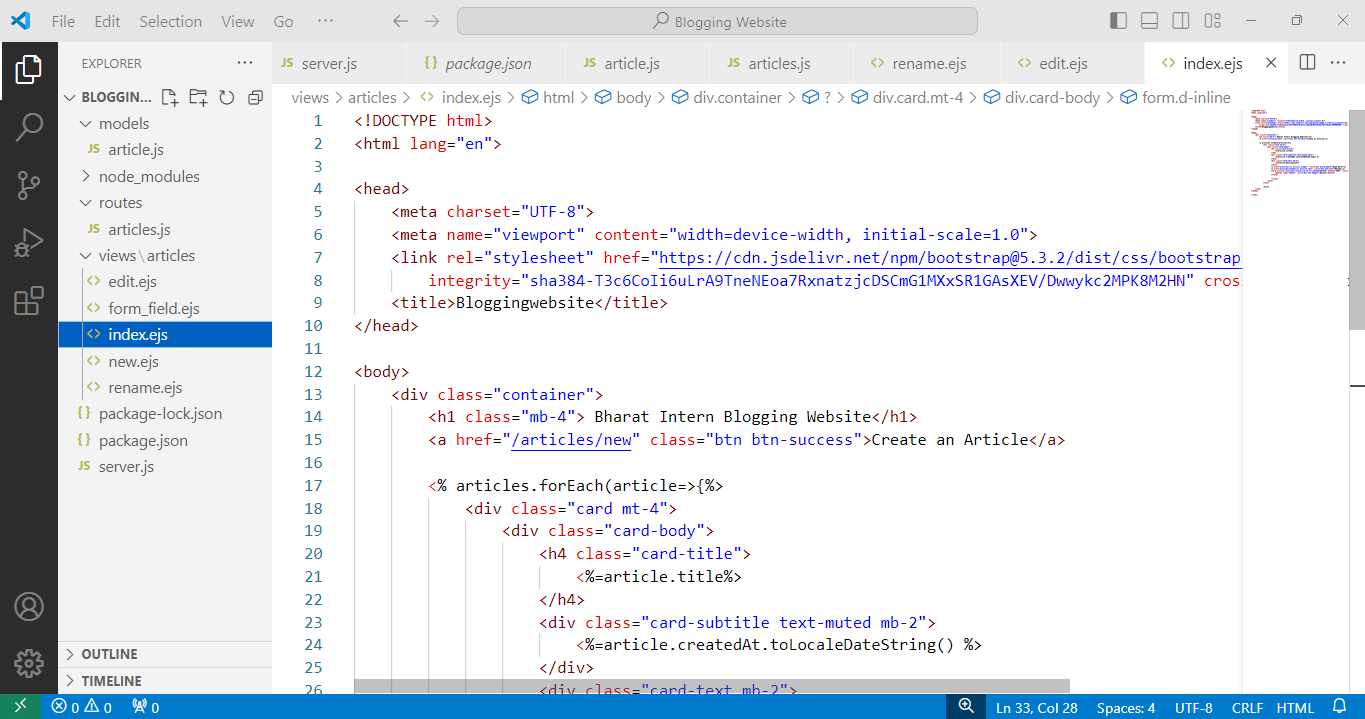 File Edit Selection View Go ··· Blogging Website
EXPLORER ···
BLOGGIN...
models
JS article.js
node_modules
routes
JS articles.js
views\articles
<> edit.ejs
<> form_field.ejs
<> index.ejs
<> new.ejs
<> rename.ejs
{} package-lock.json
{} package.json
JS server.js
OUTLINE
TIMELINE
JS server.js {} package.json JS article.js JS articles.js <> rename.ejs <> edit.ejs <> index.ejs ···
views > articles > <> index.ejs > html > body > div.container > ? > div.card.mt-4 > div.card-body > form.d-inline
1 <!DOCTYPE html>
2 <html lang="en">
3
4 <head>
5 <meta charset="UTF-8">
6 <meta name="viewport" content="width=device-width, initial-scale=1.0">
7 <link rel="stylesheet" href="https://cdn.jsdelivr.net/npm/bootstrap@5.3.2/dist/css/bootstrap
8 integrity="sha384-T3c6CoIi6uLrA9TneNEoa7RxnatzjcDSCmG1MXxSR1GAsXEV/Dwwykc2MPK8M2HN" cros
9 <title>Bloggingwebsite</title>
10 </head>
11
12 <body>
13 <div class="container">
14 <h1 class="mb-4"> Bharat Intern Blogging Website</h1>
15 <a href="/articles/new" class="btn btn-success">Create an Article</a>
16
17 <% articles.forEach(article=>{%>
18 <div class="card mt-4">
19 <div class="card-body">
20 <h4 class="card-title">
21 <%=article.title%>
22 </h4>
23 <div class="card-subtitle text-muted mb-2">
24 <%=article.createdAt.toLocaleDateString() %>
25 </div>
26 <div class="card-text mb-2">
0 0 0 Ln 33, Col 28 Spaces: 4 UTF-8 CRLF HTML